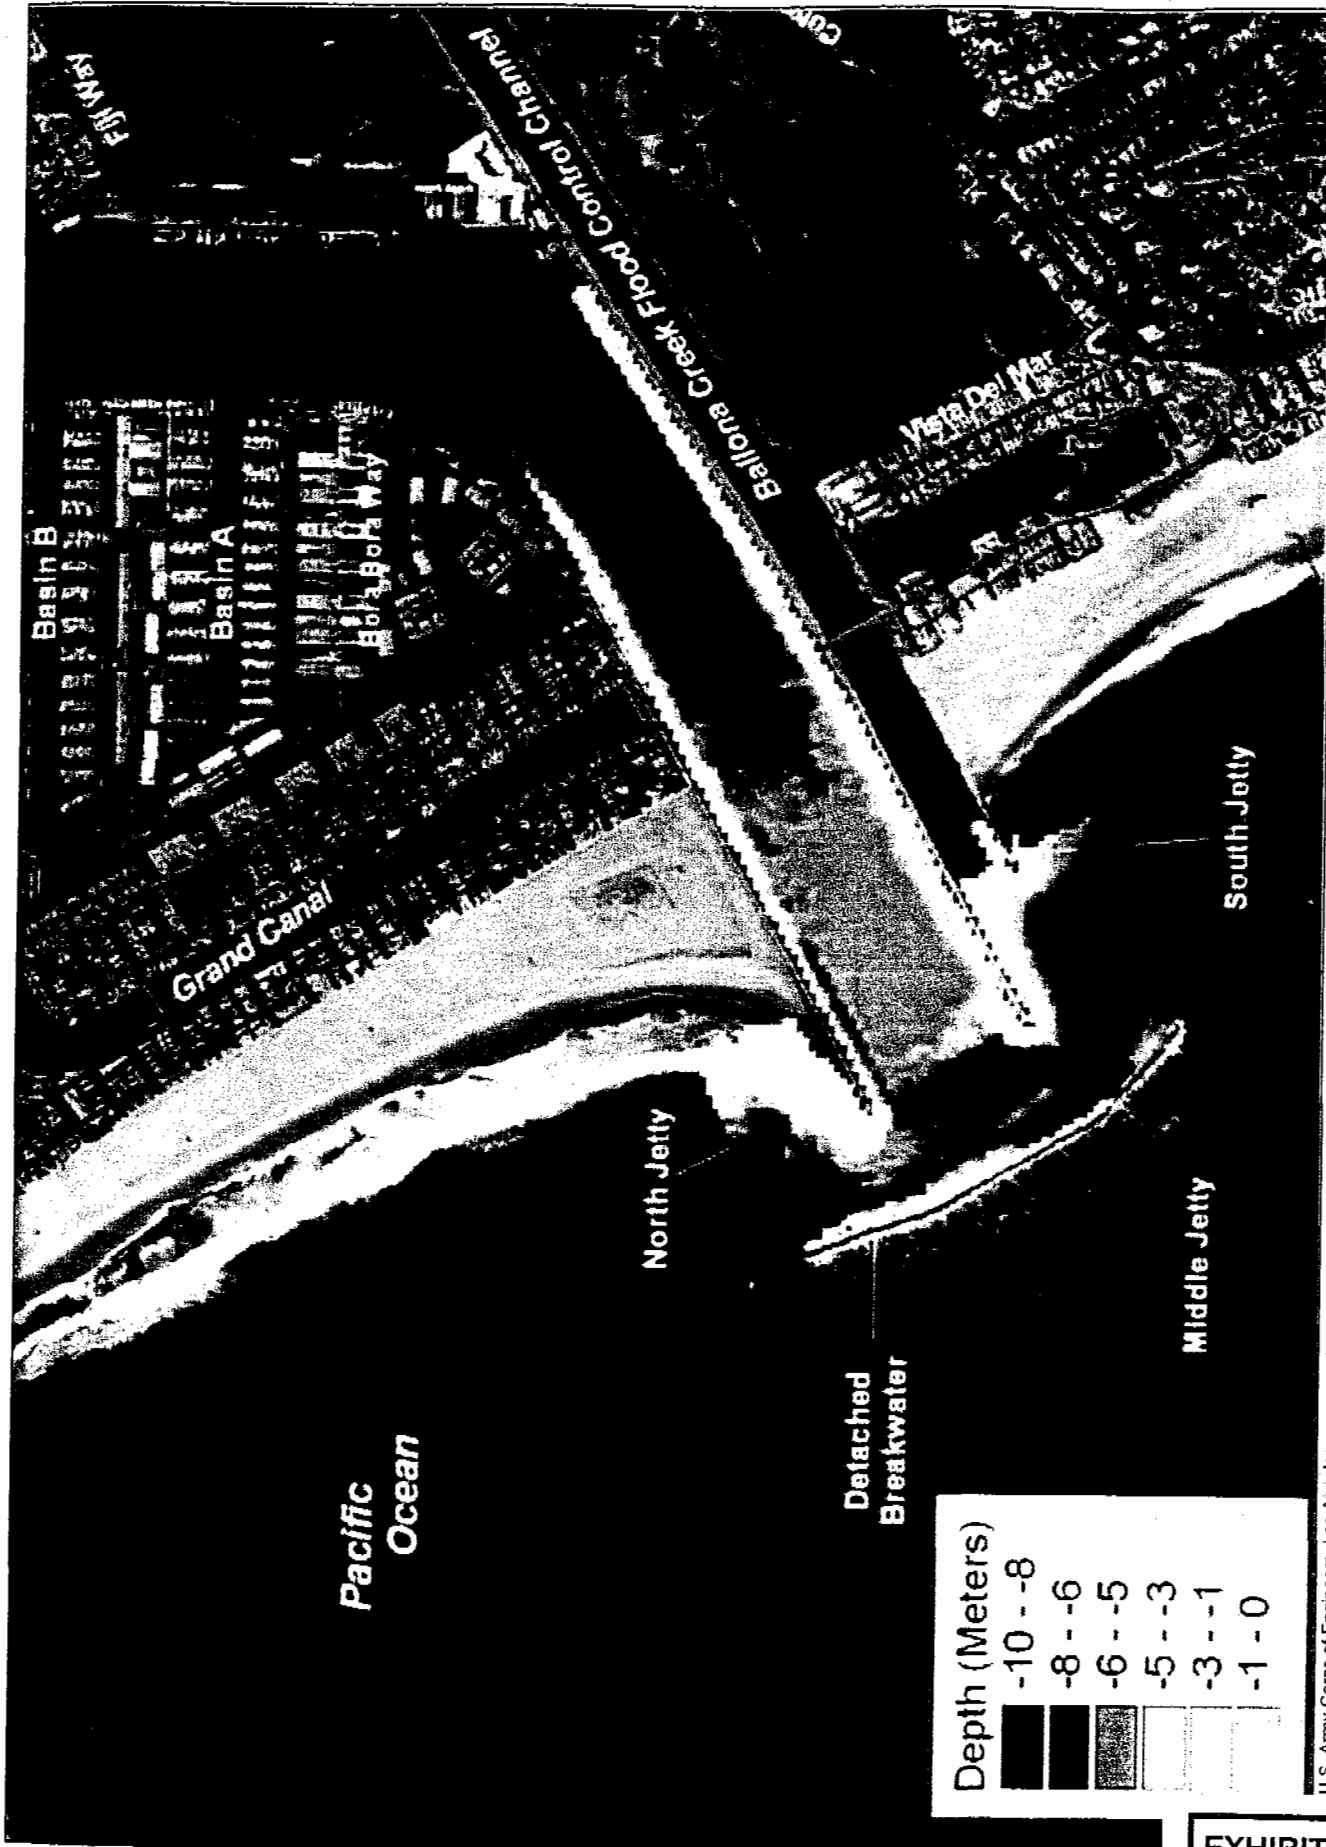 Fiji Way
Ballona Creek Flood Control Channel
Basin B
Basin A
Bora Bora Way
Vista Del Mar
Grand Canal
North Jetty
South Jetty
Middle Jetty
Detached
Breakwater
Pacific
Ocean
Depth (Meters)
-10 - -8
-8 - -6
-6 - -5
-5 - -3
-3 - -1
-1 - 0
EXHIBIT